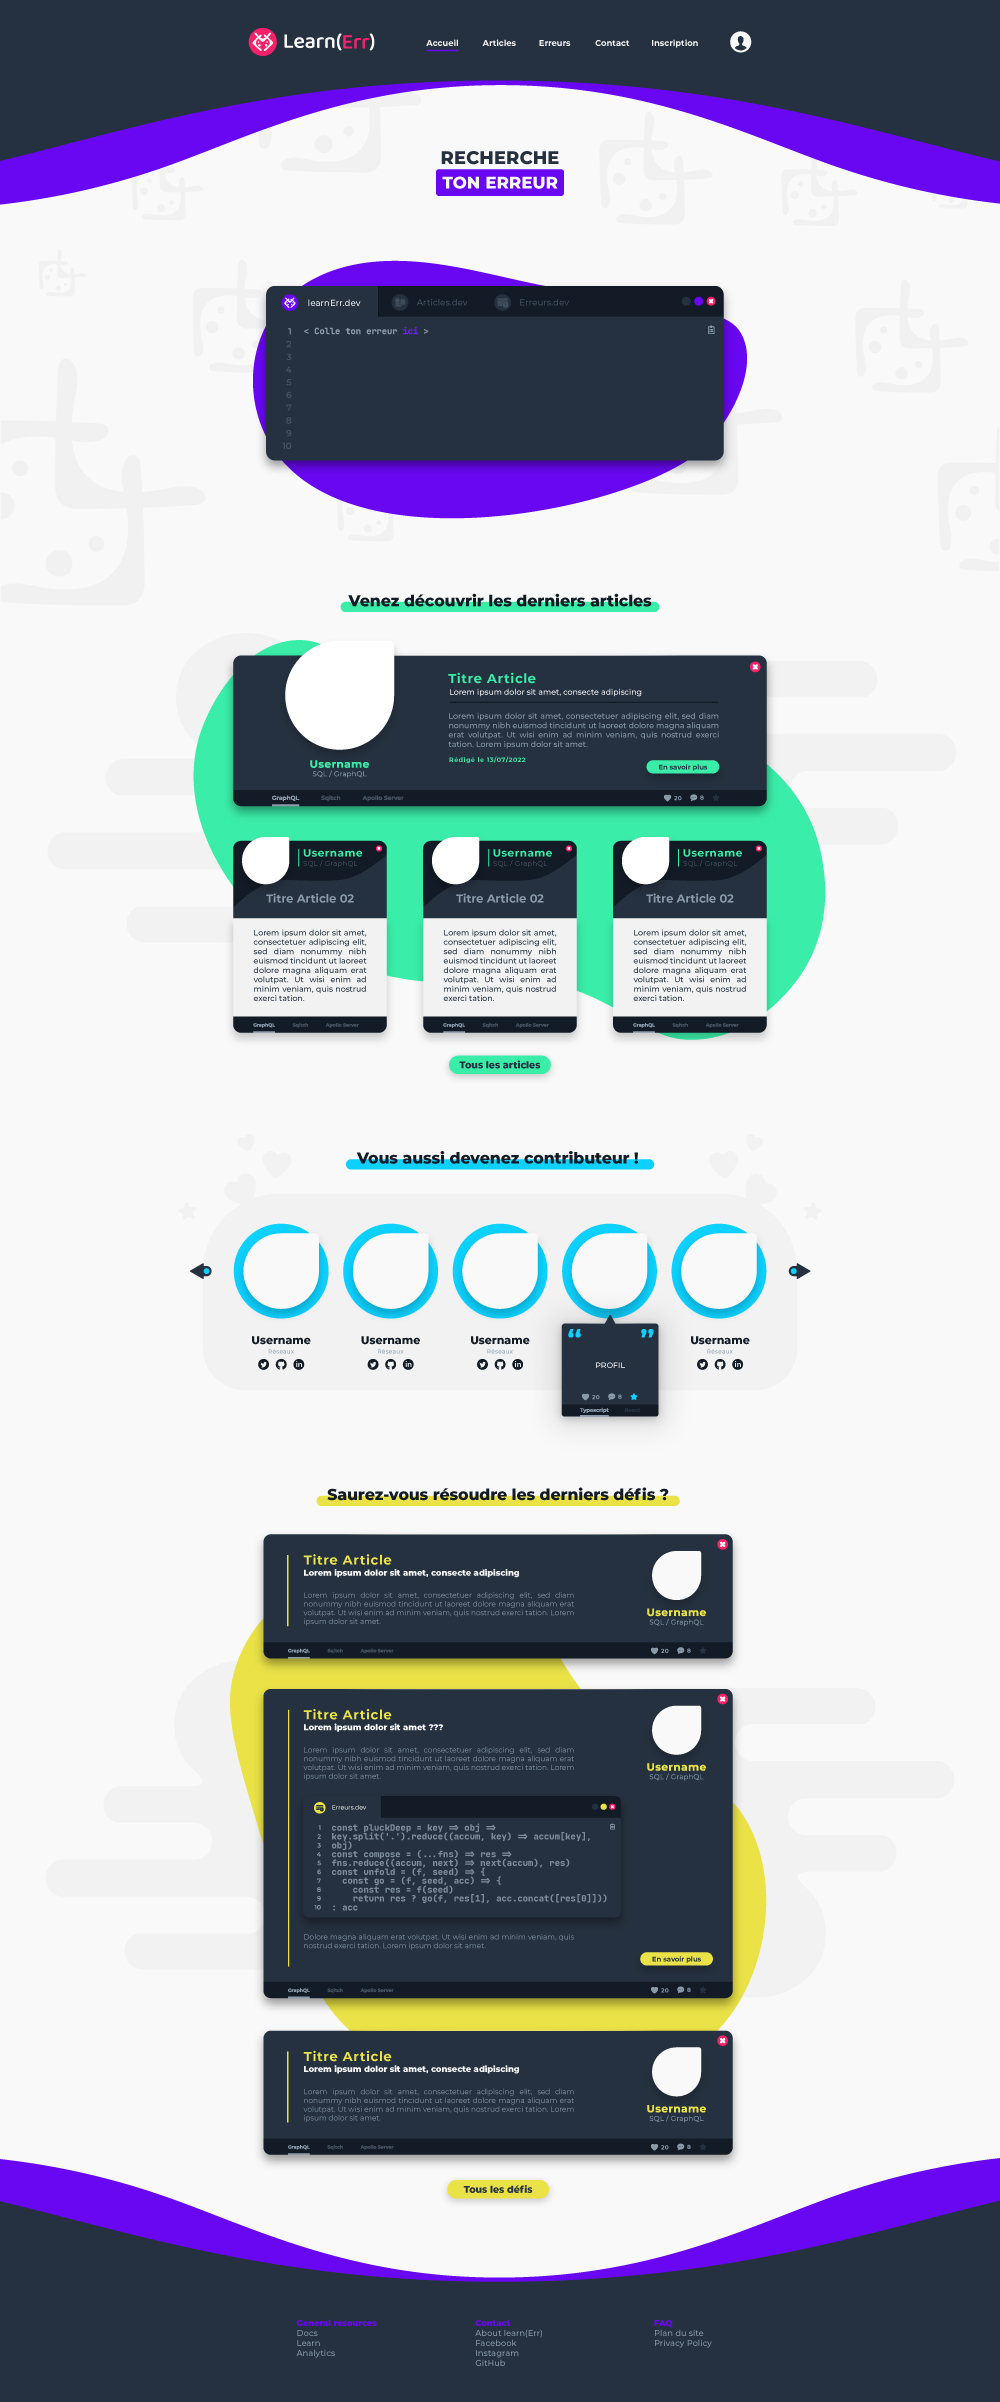 Learn(Err)
Accueil Articles Erreurs Contact Inscription
RECHERCHE
TON ERREUR
learnErr.dev Articles.dev Erreurs.dev
1 < Colle ton erreur ici >
2
3
4
5
6
7
8
9
10
Venez découvrir les derniers articles
Titre Article
Lorem ipsum dolor sit amet, consecte adipiscing
Lorem ipsum dolor sit amet, consectetuer adipiscing elit, sed diam
nonummy nibh euismod tincidunt ut laoreet dolore magna aliquam
erat volutpat. Ut wisi enim ad minim veniam, quis nostrud exerci
tation. Lorem ipsum dolor sit amet.
Rédigé le 13/07/2022
Username
SQL / GraphQL
En savoir plus
GraphQL Sqitch Apollo Server 20 8
Username
SQL / GraphQL
Titre Article 02
Lorem ipsum dolor sit amet,
consectetuer adipiscing elit,
sed diam nonummy nibh
euismod tincidunt ut laoreet
dolore magna aliquam erat
volutpat. Ut wisi enim ad
minim veniam, quis nostrud
exerci tation.
GraphQL Sqitch Apollo Server
Username
SQL / GraphQL
Titre Article 02
Lorem ipsum dolor sit amet,
consectetuer adipiscing elit,
sed diam nonummy nibh
euismod tincidunt ut laoreet
dolore magna aliquam erat
volutpat. Ut wisi enim ad
minim veniam, quis nostrud
exerci tation.
GraphQL Sqitch Apollo Server
Username
SQL / GraphQL
Titre Article 02
Lorem ipsum dolor sit amet,
consectetuer adipiscing elit,
sed diam nonummy nibh
euismod tincidunt ut laoreet
dolore magna aliquam erat
volutpat. Ut wisi enim ad
minim veniam, quis nostrud
exerci tation.
GraphQL Sqitch Apollo Server
Tous les articles
Vous aussi devenez contributeur !
Username
Réseaux
in
Username
Réseaux
in
Username
Réseaux
in
“ ”
PROFIL
20 8
Typescript React
Username
Réseaux
in
Saurez-vous résoudre les derniers défis ?
Titre Article
Lorem ipsum dolor sit amet, consecte adipiscing
Lorem ipsum dolor sit amet, consectetuer adipiscing elit, sed diam
nonummy nibh euismod tincidunt ut laoreet dolore magna aliquam erat
volutpat. Ut wisi enim ad minim veniam, quis nostrud exerci tation. Lorem
ipsum dolor sit amet.
Username
SQL / GraphQL
GraphQL Sqitch Apollo Server 20 8
Titre Article
Lorem ipsum dolor sit amet ???
Lorem ipsum dolor sit amet, consectetuer adipiscing elit, sed diam
nonummy nibh euismod tincidunt ut laoreet dolore magna aliquam erat
volutpat. Ut wisi enim ad minim veniam, quis nostrud exerci tation. Lorem
ipsum dolor sit amet.
Username
SQL / GraphQL
Erreurs.dev
1 const pluckDeep = key => obj =>
2 key.split('.').reduce((accum, key) => accum[key],
3 obj)
4 const compose = (...fns) => res =>
5 fns.reduce((accum, next) => next(accum), res)
6 const unfold = (f, seed) => {
7 const go = (f, seed, acc) => {
8 const res = f(seed)
9 return res ? go(f, res[1], acc.concat([res[0]]))
10 : acc
Dolore magna aliquam erat volutpat. Ut wisi enim ad minim veniam, quis
nostrud exerci tation. Lorem ipsum dolor sit amet.
En savoir plus
GraphQL Sqitch Apollo Server 20 8
Titre Article
Lorem ipsum dolor sit amet, consecte adipiscing
Lorem ipsum dolor sit amet, consectetuer adipiscing elit, sed diam
nonummy nibh euismod tincidunt ut laoreet dolore magna aliquam erat
volutpat. Ut wisi enim ad minim veniam, quis nostrud exerci tation. Lorem
ipsum dolor sit amet.
Username
SQL / GraphQL
GraphQL Sqitch Apollo Server 20 8
Tous les défis
General resources
Docs
Learn
Analytics
Contact
About learn(Err)
Facebook
Instagram
GitHub
FAQ
Plan du site
Privacy Policy